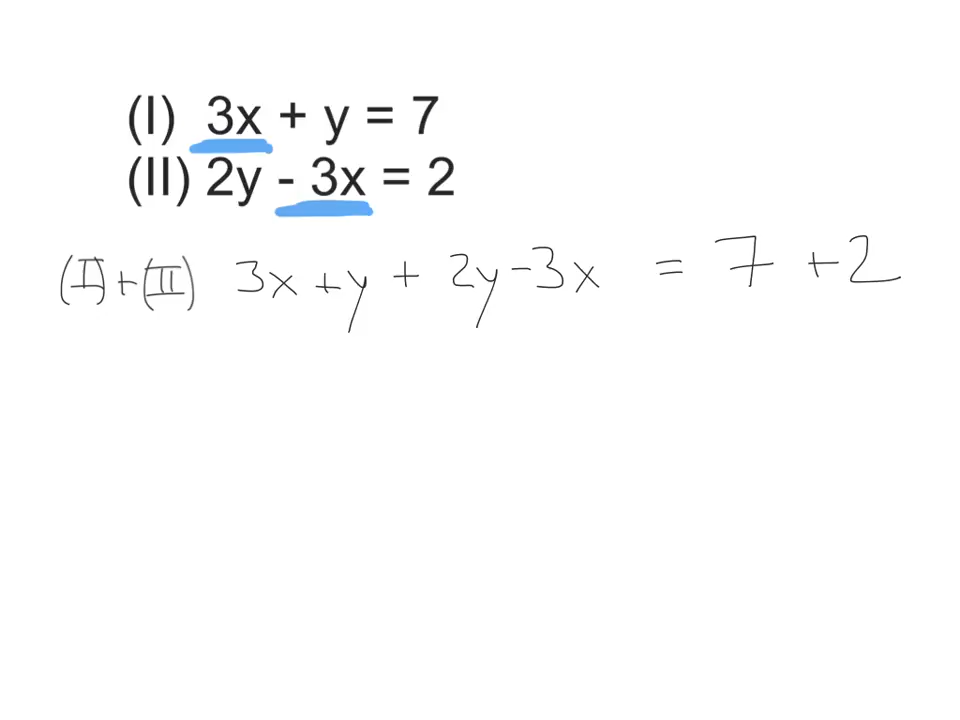 (I) 3x + y = 7
(II) 2y - 3x = 2
(I)+(II) 3x + y + 2y - 3x = 7 + 2